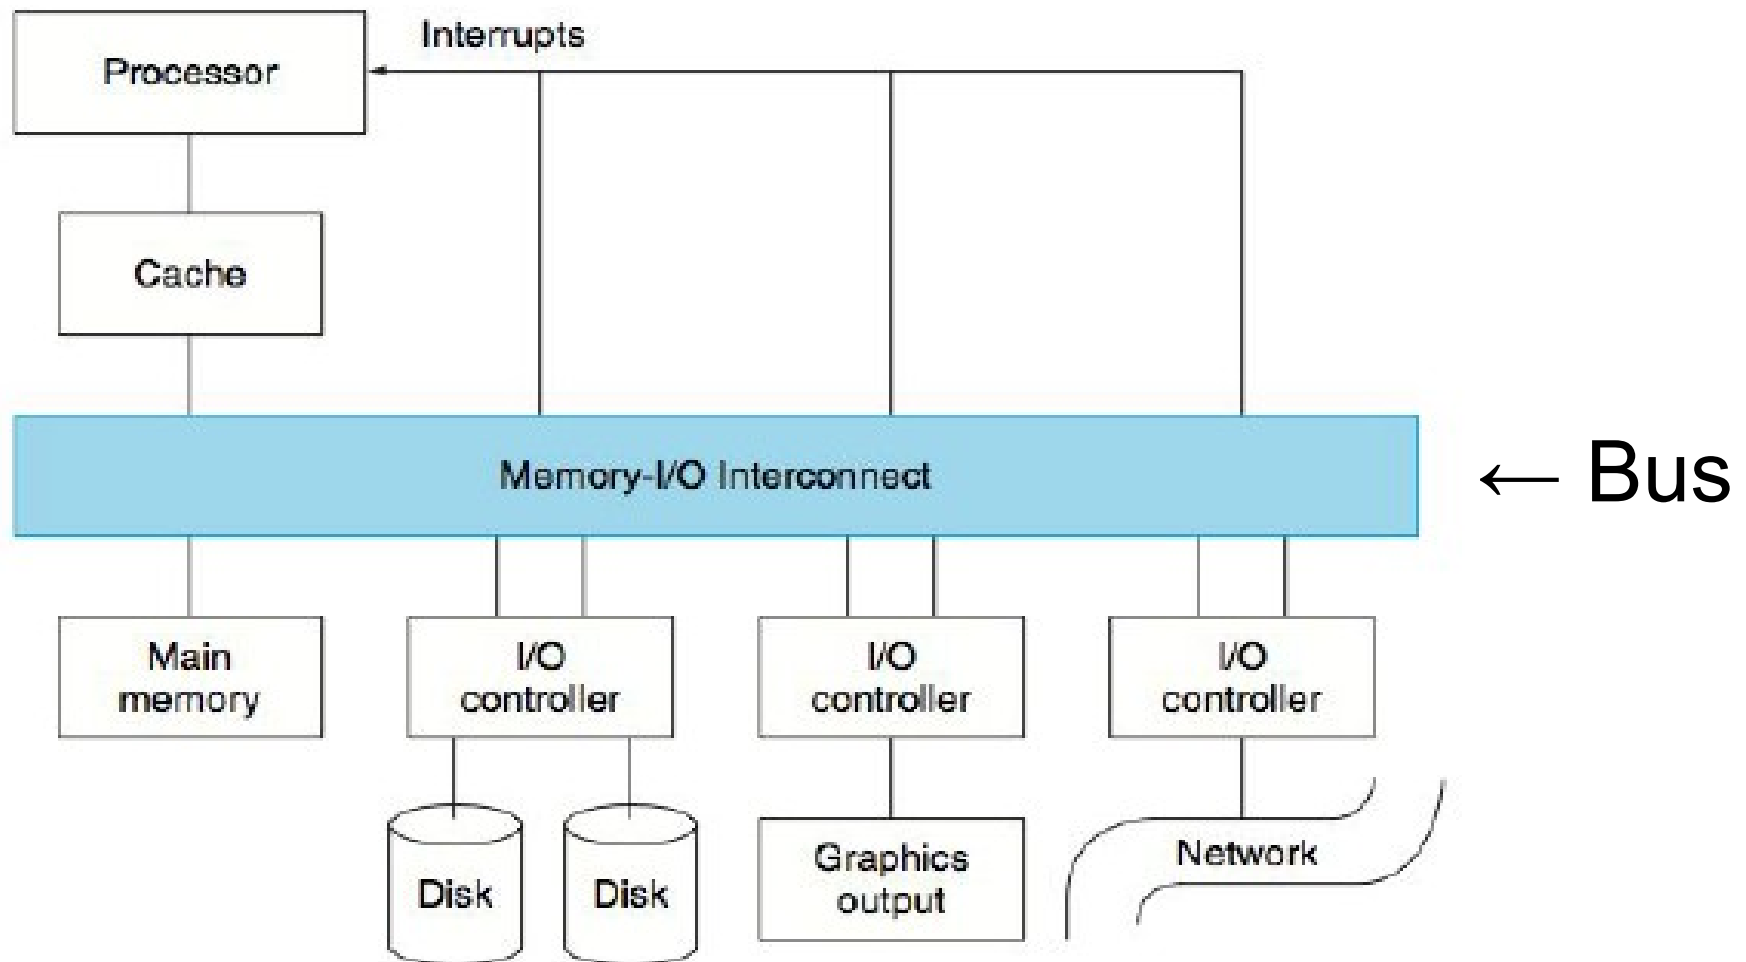 Interrupts
Processor
Cache
Memory-I/O Interconnect
← Bus
Main
memory
I/O
controller
I/O
controller
I/O
controller
Disk
Disk
Graphics
output
Network